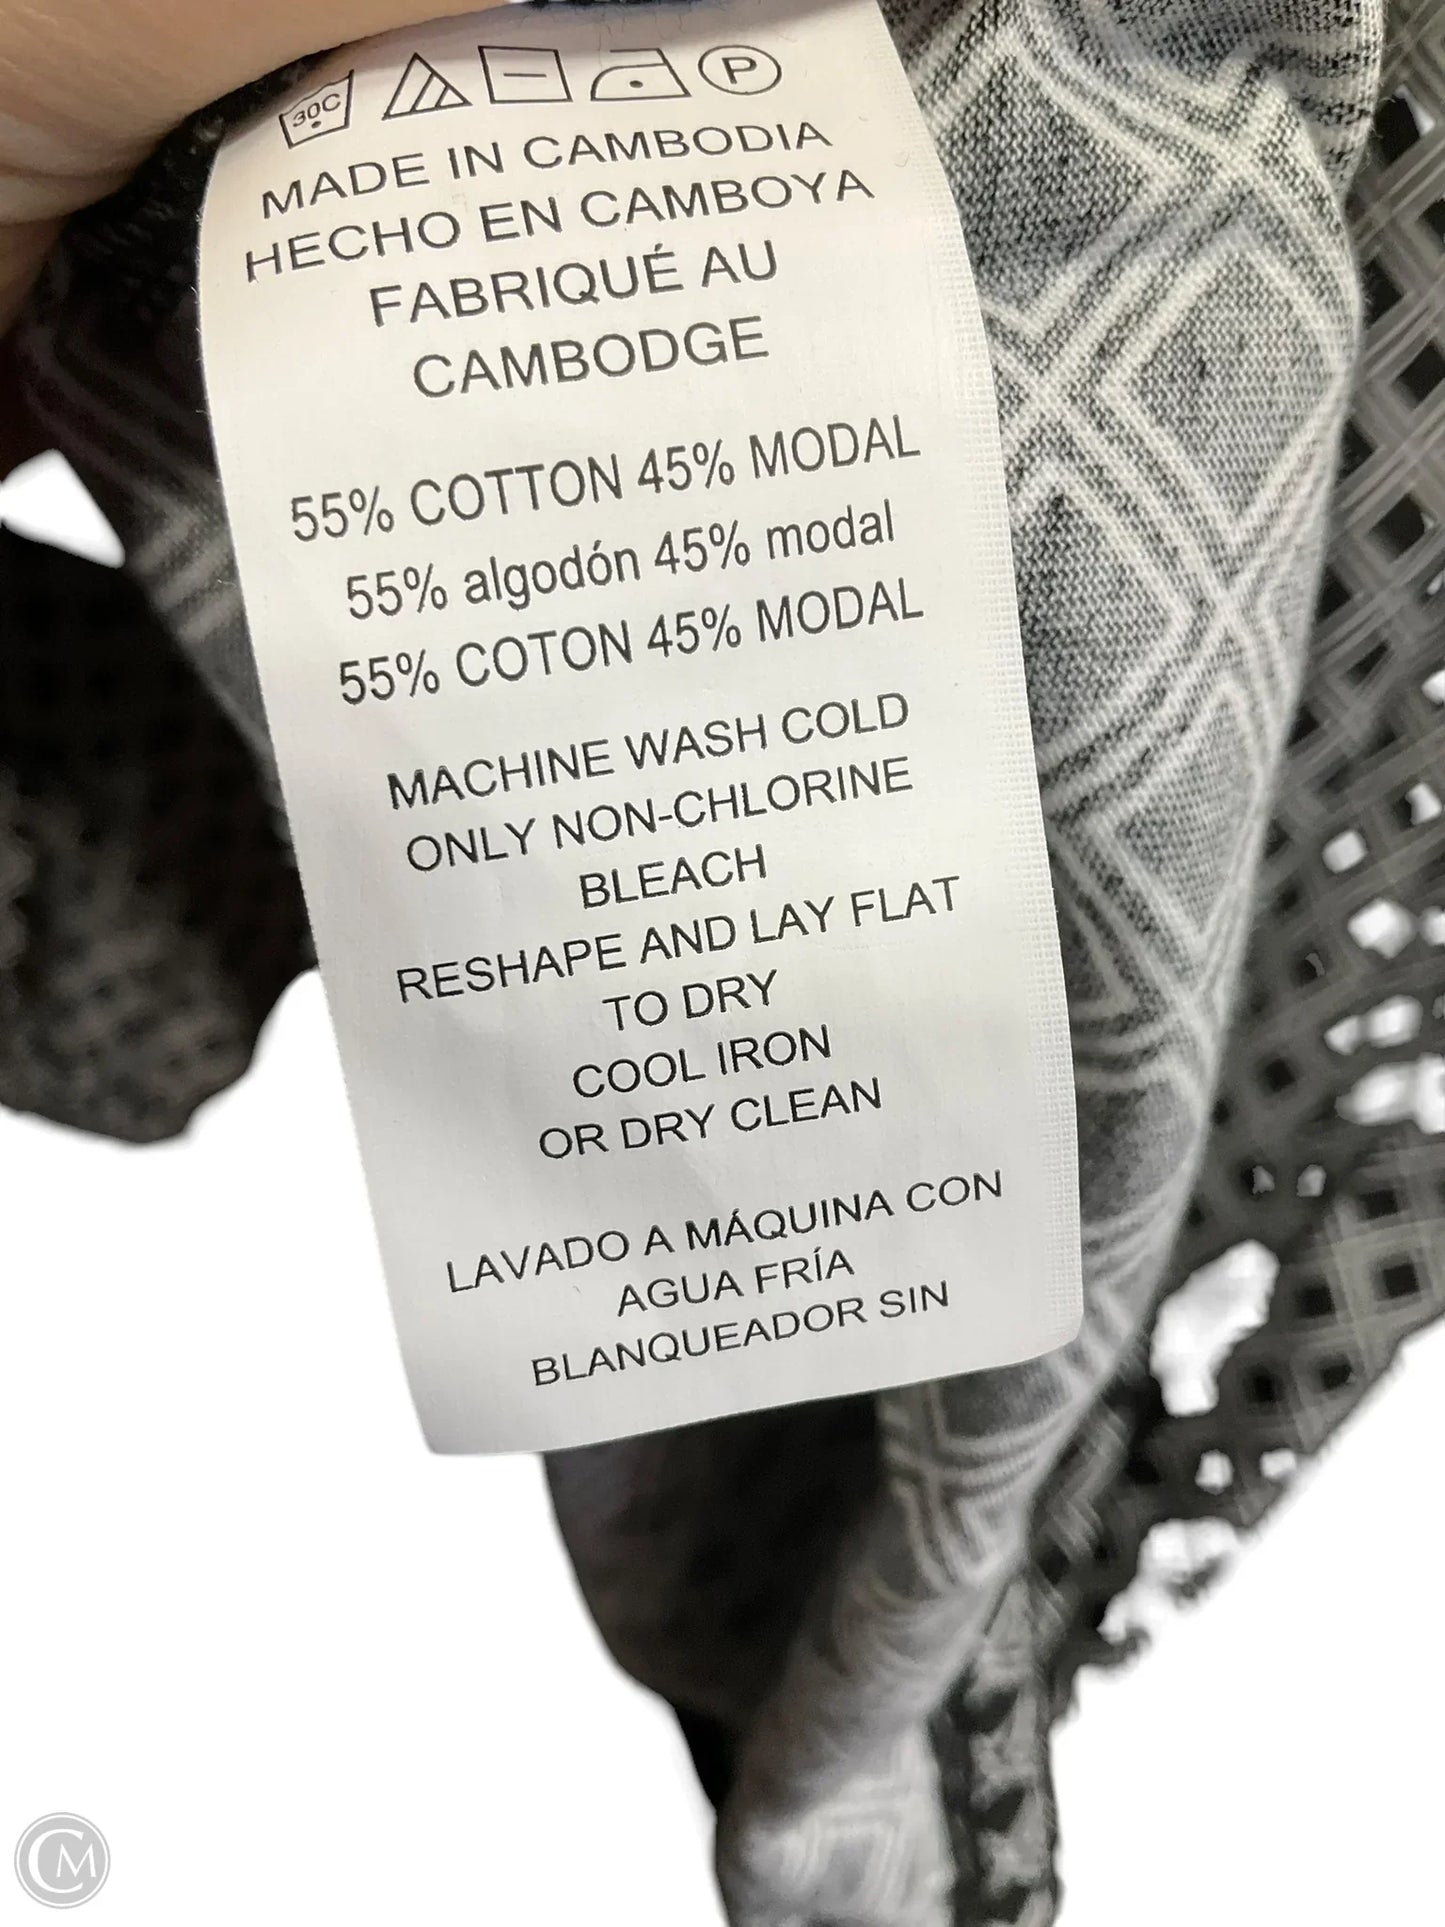 30C P
MADE IN CAMBODIA
HECHO EN CAMBOYA
FABRIQUÉ AU
CAMBODGE
55% COTTON 45% MODAL
55% algodón 45% modal
55% COTON 45% MODAL
MACHINE WASH COLD
ONLY NON-CHLORINE
BLEACH
RESHAPE AND LAY FLAT
TO DRY
COOL IRON
OR DRY CLEAN
LAVADO A MÁQUINA CON
AGUA FRÍA
BLANQUEADOR SIN
CM